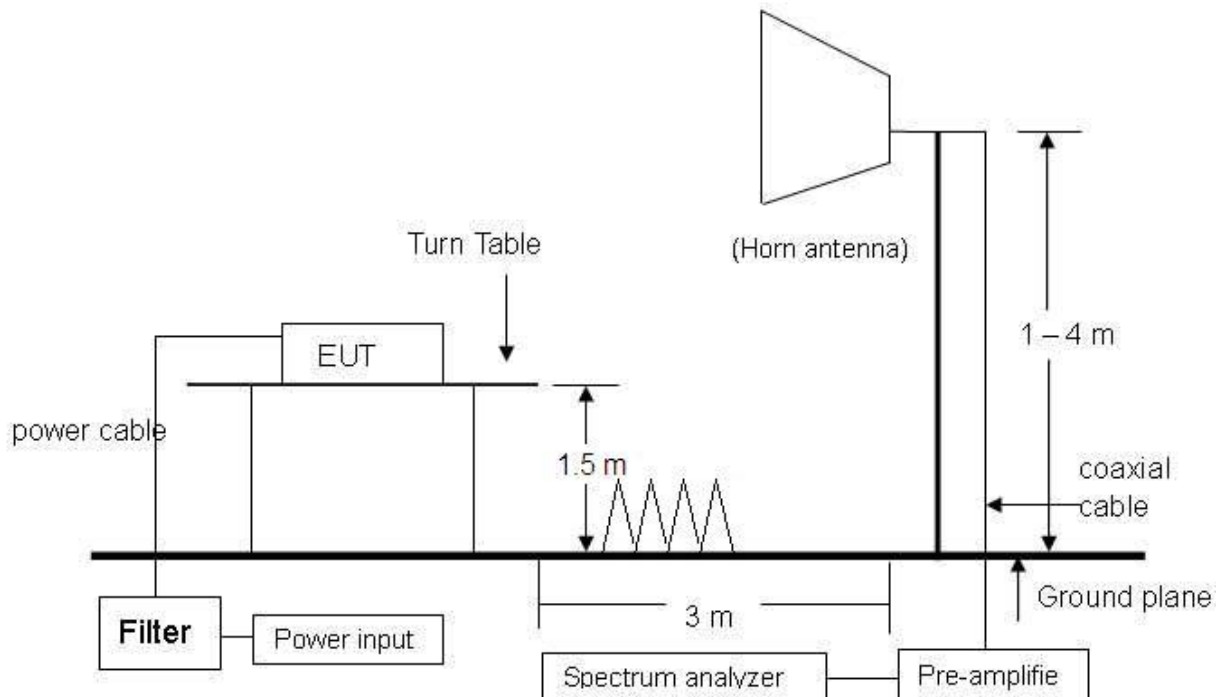 Turn Table
(Horn antenna)
EUT
1 – 4 m
power cable
1.5 m
coaxial
cable
Ground plane
3 m
Filter
Power input
Spectrum analyzer
Pre-amplifie